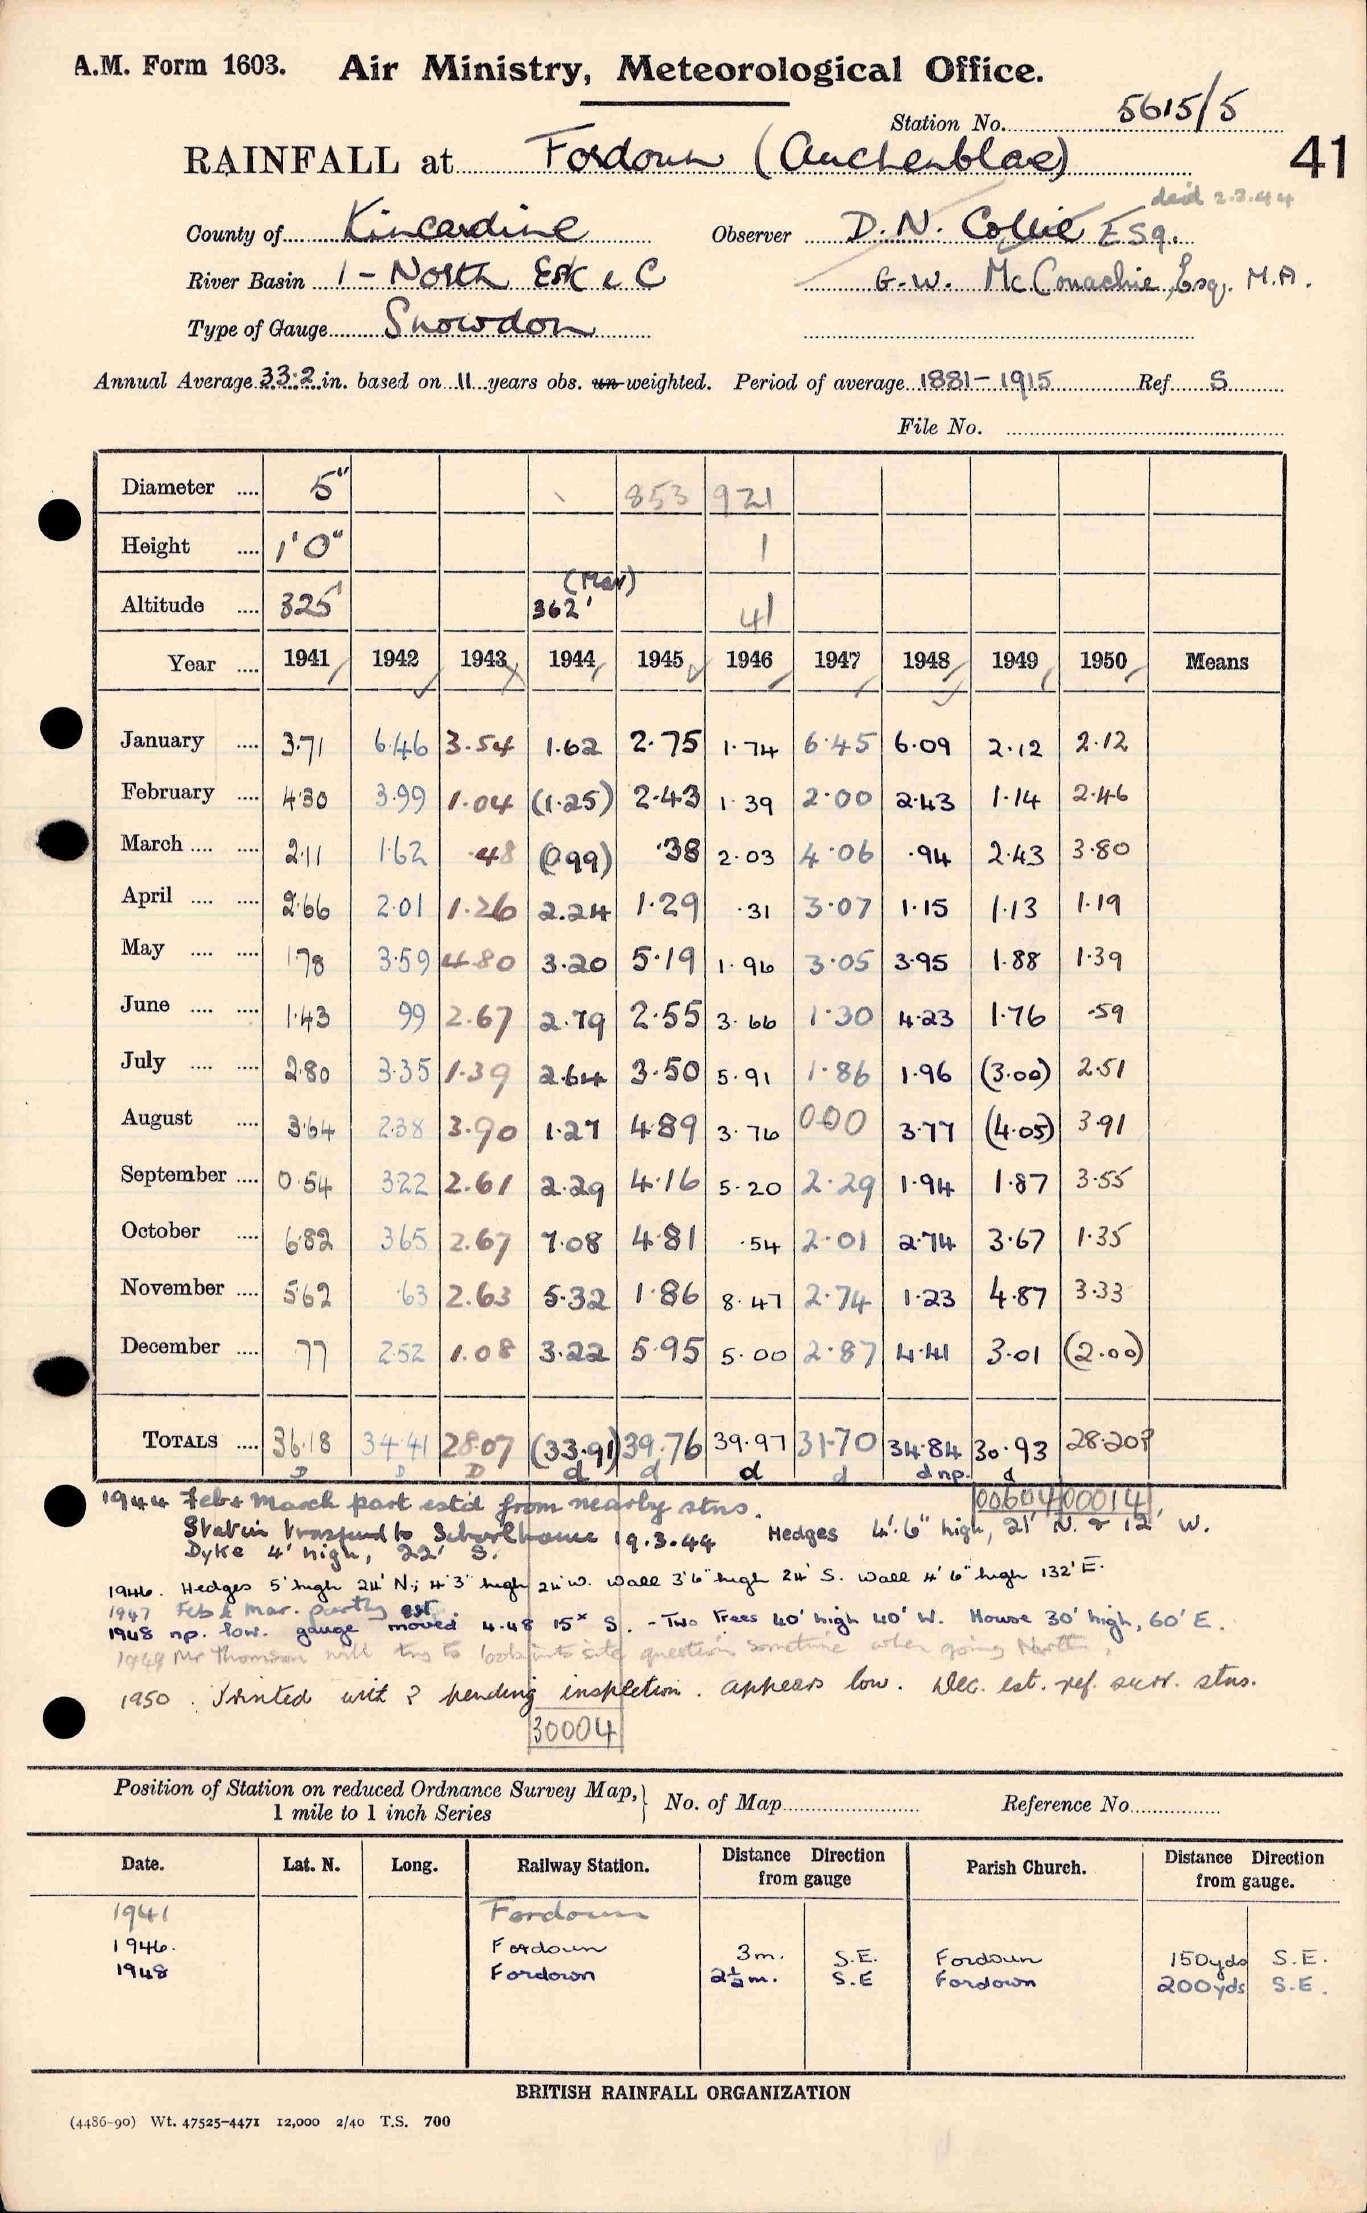 A.M. Form 1603. Air Ministry, Meteorological Office.
Station No. 5615/5
RAINFALL at Fordoun (Auchenblae) 41
dec'd 2.3.44
County of Kincardine Observer D. N. Collie Esq.
River Basin 1 - North Esk & C G. W. McConachie, Esq. M.A.
Type of Gauge Snowdon
Annual Average 33.2 in. based on 11 years obs. un-weighted. Period of average 1881-1915 Ref S
File No.
Diameter .... 5" 853 921
Height .... 1' 0" 1
Altitude .... 325' (Mar) 362' 41
Year .... 1941 1942 1943 1944 1945 1946 1947 1948 1949 1950 Means
January .... 3.71 6.46 3.54 1.62 2.75 1.74 6.45 6.09 2.12 2.12
February .... 4.30 3.99 1.04 (1.25) 2.43 1.39 2.00 2.43 1.14 2.46
March .... .... 2.11 1.62 .48 (0.99) .38 2.03 4.06 .94 2.43 3.80
April .... .... 2.66 2.01 1.26 2.24 1.29 .31 3.07 1.15 1.13 1.19
May .... .... 1.78 3.59 4.80 3.20 5.19 1.96 3.05 3.95 1.88 1.39
June .... .... 1.43 99 2.67 2.79 2.55 3.66 1.30 4.23 1.76 .59
July .... .... 2.80 3.35 1.39 2.64 3.50 5.91 1.86 1.96 (3.00) 2.51
August .... 3.64 2.38 3.90 1.27 4.89 3.76 0.00 3.77 (4.05) 3.91
September .... 0.54 3.22 2.61 2.29 4.16 5.20 2.29 1.94 1.87 3.55
October .... 6.82 3.65 2.67 7.08 4.81 .54 2.01 2.74 3.67 1.35
November .... 5.62 .63 2.63 5.32 1.86 8.47 2.74 1.23 4.87 3.33
December .... .77 2.52 1.08 3.22 5.95 5.00 2.87 4.41 3.01 (2.00)
TOTALS .... 36.18 34.41 28.07 (33.91) 39.76 39.97 31.70 34.84 30.93 28.20?
D D D d d d d d np. d
00604 00014
1944 Feb & March part est'd from nearly stns.
Station transferred to Schoolhouse 19.3.44 Hedges 4'.6" high, 21' N. & 12' W.
Dyke 4' high, 22' S.
1946. Hedges 5' high 24' N; 4'3" high 24' W. Wall 3'6" high 24' S. Wall 4'6" high 132' E.
1947 Feb & Mar. partly est.
1948 np. low. gauge moved 4.48 15x S. - Two Trees 40' high 40' W. House 30' high, 60' E.
1949 Mr Thomson will try to look into site question sometime when going North.
1950. Printed with ? pending inspection. appears low. Dec. est. ref. surr. stns.
30004
Position of Station on reduced Ordnance Survey Map, 1 mile to 1 inch Series } No. of Map Reference No.
Date. Lat. N. Long. Railway Station. Distance Direction from gauge Parish Church. Distance Direction from gauge.
1941 Fordoun
1946. Fordoun 3m. S.E. Fordoun 150yds S.E.
1948 Fordoun 2½m. S.E Fordoun 200yds S.E.
BRITISH RAINFALL ORGANIZATION
(4486-90) Wt. 47525-4471 12,000 2/40 T.S. 700